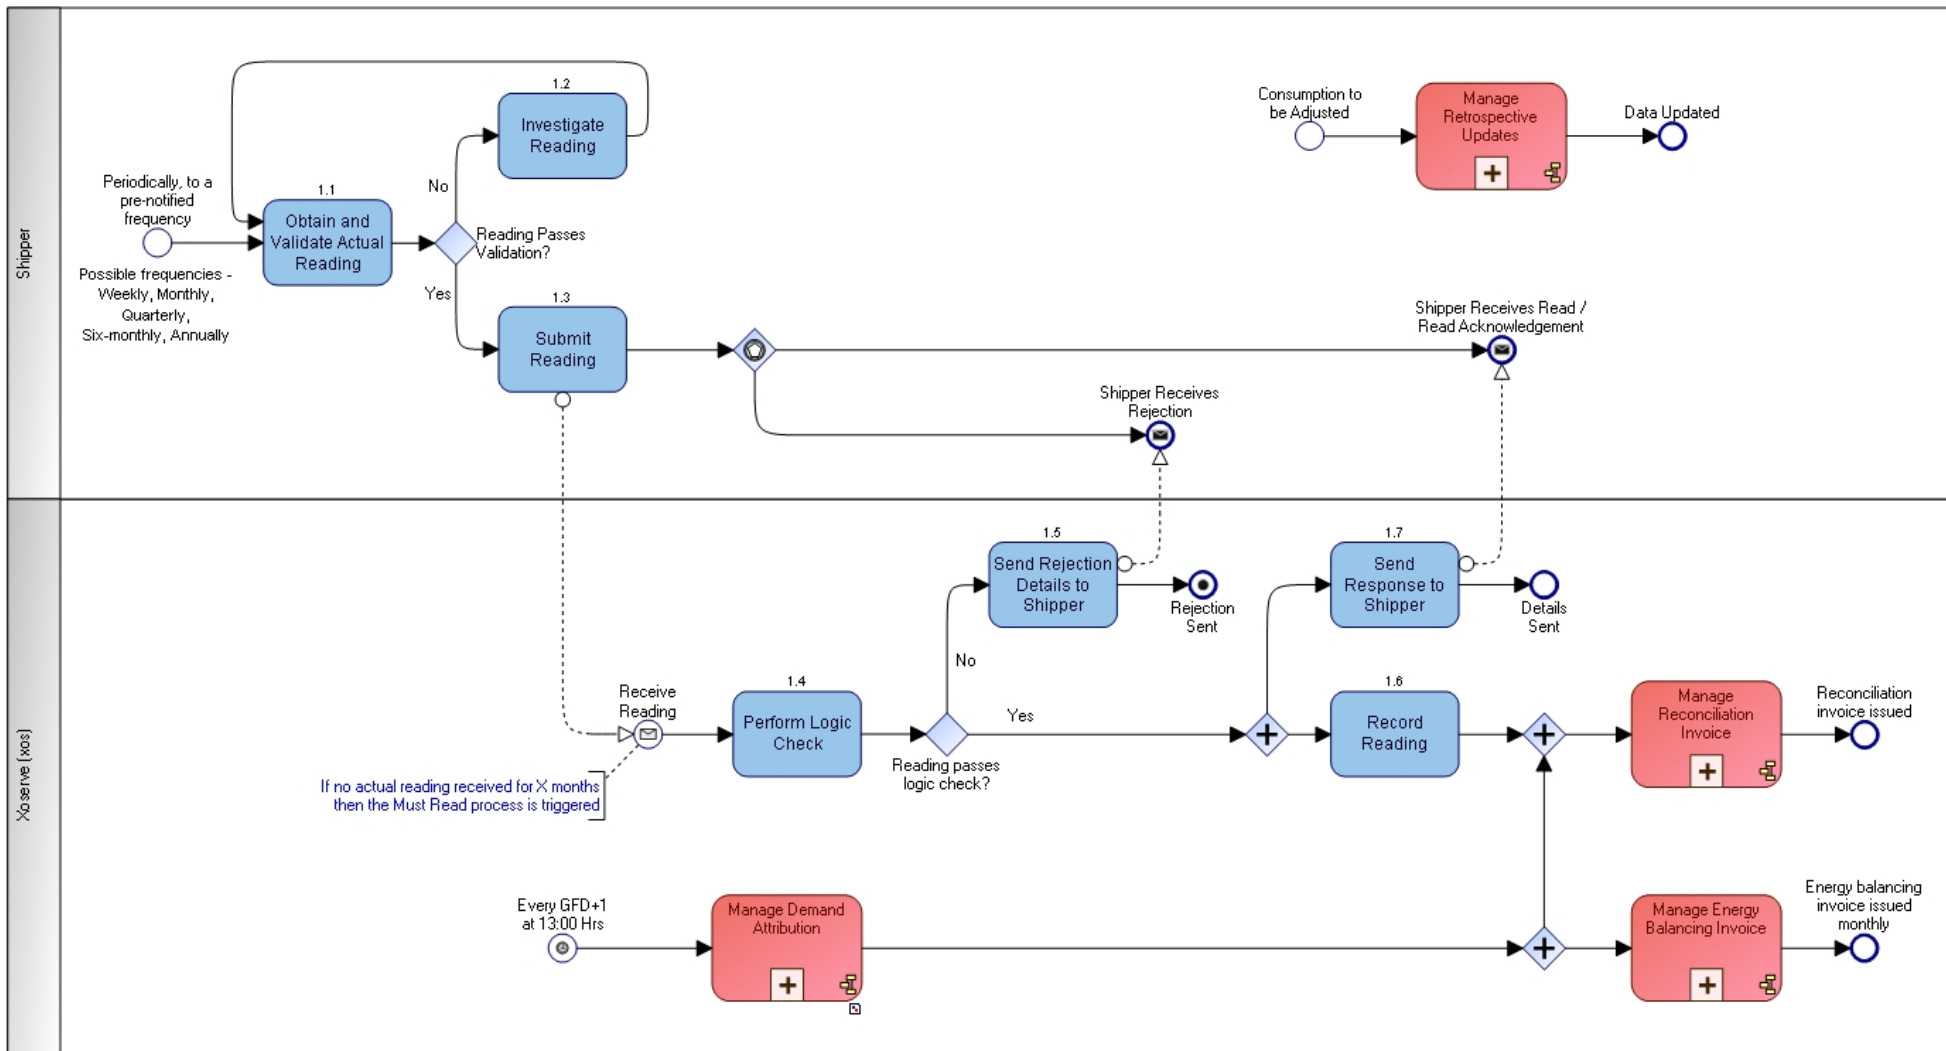 Shipper
1.2
Investigate
Reading
Consumption to
be Adjusted
Manage
Retrospective
Updates
Data Updated
Periodically, to a
pre-notified
frequency
1.1
Obtain and
Validate Actual
Reading
No
Reading Passes
Validation?
Possible frequencies -
Weekly, Monthly,
Quarterly,
Six-monthly, Annually
Yes
1.3
Submit
Reading
Shipper Receives Read /
Read Acknowledgement
Shipper Receives
Rejection
Xoserve (xos)
1.5
Send Rejection
Details to
Shipper
Rejection
Sent
1.7
Send
Response to
Shipper
Details
Sent
No
Receive
Reading
1.4
Perform Logic
Check
Yes
Reading passes
logic check?
1.6
Record
Reading
Manage
Reconciliation
Invoice
Reconciliation
invoice issued
If no actual reading received for X months
then the Must Read process is triggered
Every GFD+1
at 13:00 Hrs
Manage Demand
Attribution
Manage Energy
Balancing Invoice
Energy balancing
invoice issued
monthly